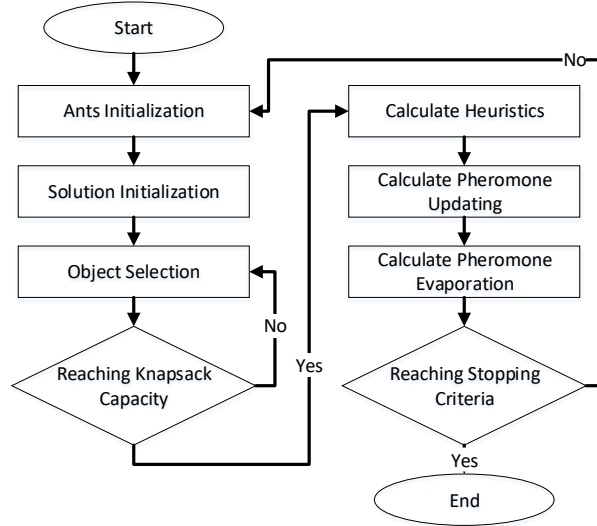 Start
Ants Initialization
Solution Initialization
Object Selection
No
Reaching Knapsack
Capacity
Yes
No
Calculate Heuristics
Calculate Pheromone
Updating
Calculate Pheromone
Evaporation
Reaching Stopping
Criteria
Yes
End